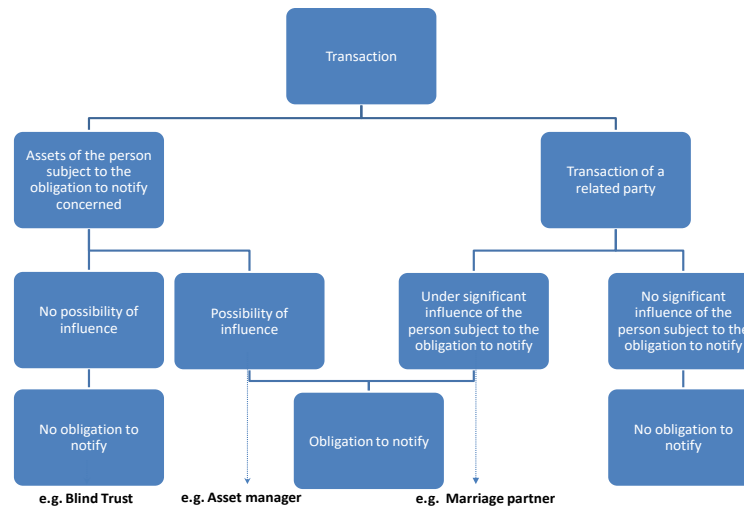 Transaction
Assets of the person
subject to the
obligation to notify
concerned
Transaction of a
related party
No possibility of
influence
Possibility of
influence
Under significant
influence of the
person subject to the
obligation to notify
No significant
influence of the
person subject to the
obligation to notify
No obligation to
notify
Obligation to notify
No obligation to
notify
e.g. Blind Trust
e.g. Asset manager
e.g. Marriage partner